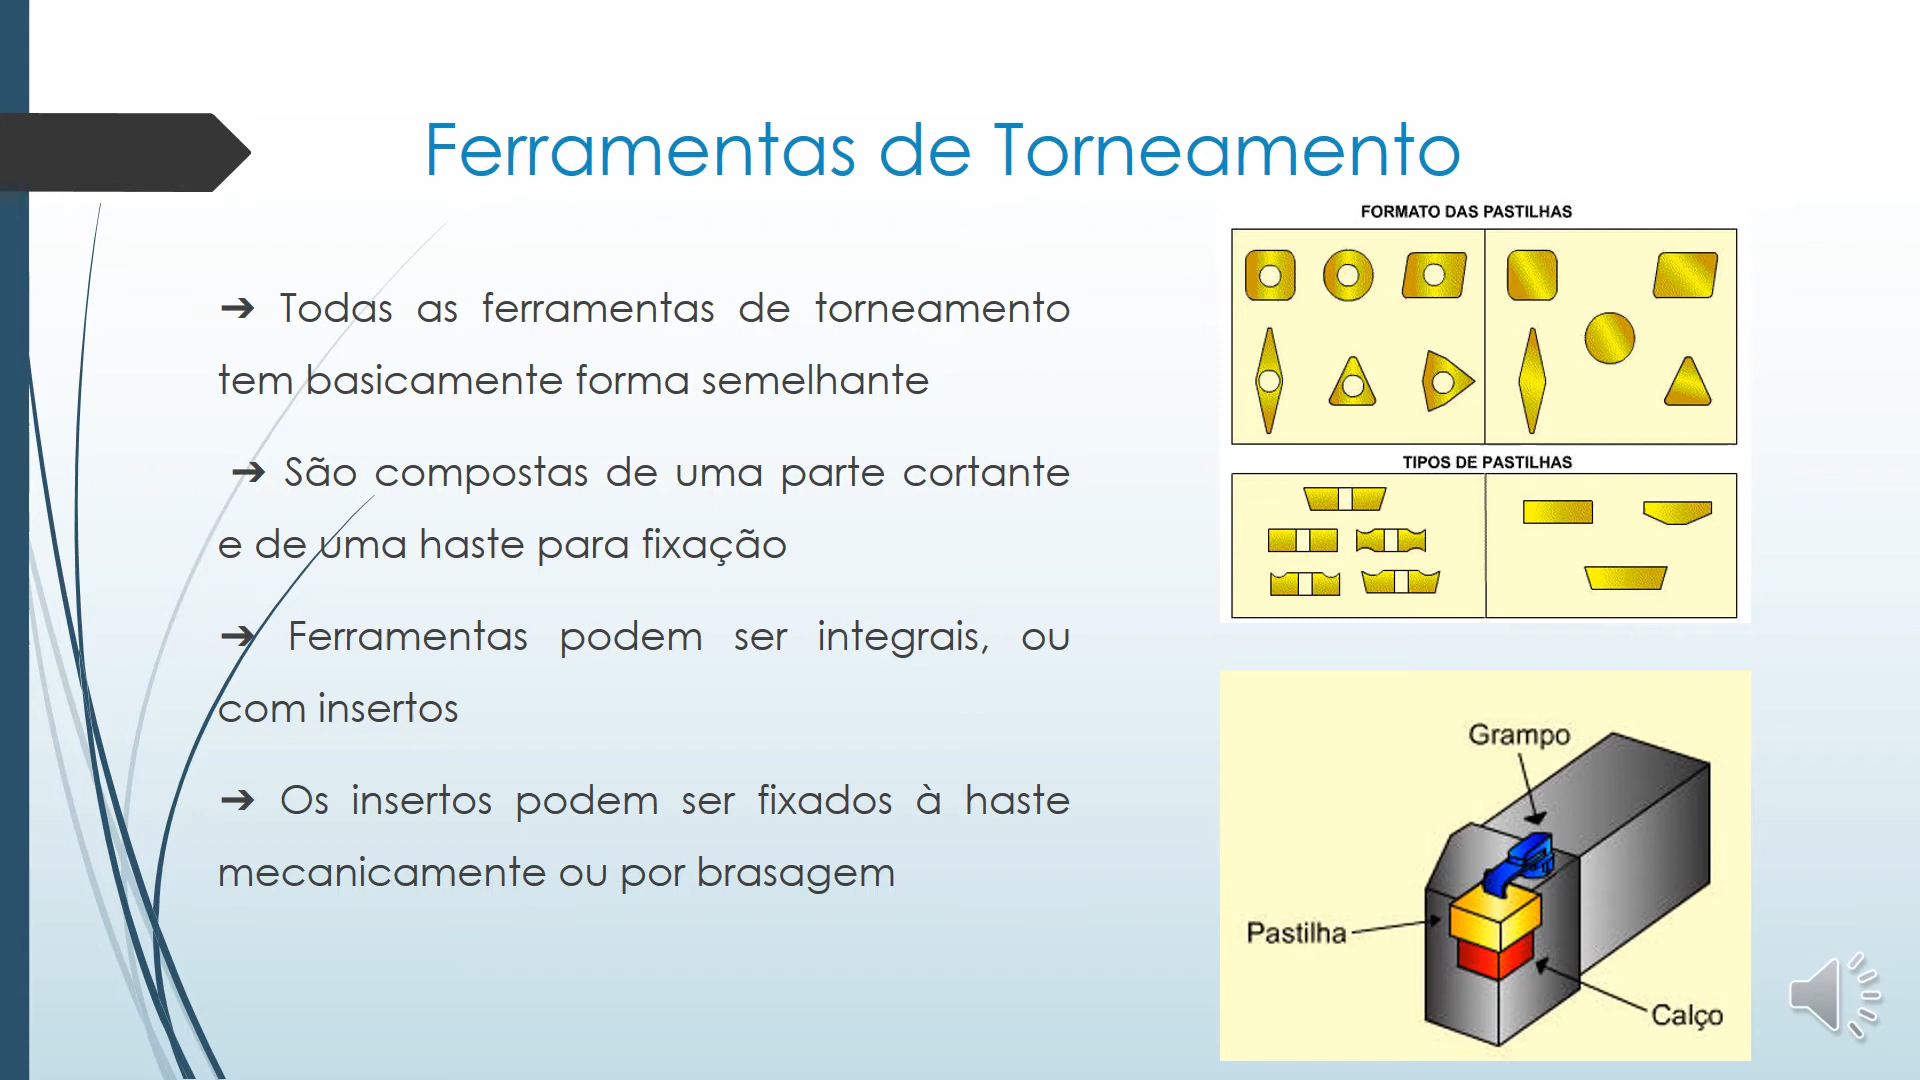 Ferramentas de Torneamento
➔ Todas as ferramentas de torneamento
tem basicamente forma semelhante
➔ São compostas de uma parte cortante
e de uma haste para fixação
➔ Ferramentas podem ser integrais, ou
com insertos
➔ Os insertos podem ser fixados à haste
mecanicamente ou por brasagem
FORMATO DAS PASTILHAS
TIPOS DE PASTILHAS
Grampo
Pastilha
Calço